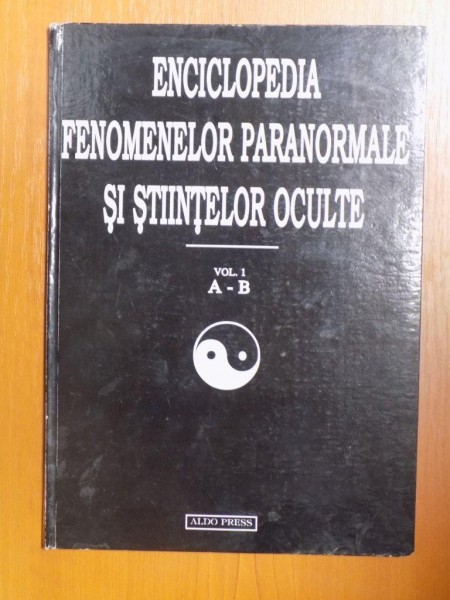 ENCICLOPEDIA
FENOMENELOR PARANORMALE
ȘI ȘTIINȚELOR OCULTE
VOL. 1
A - B
ALDO PRESS